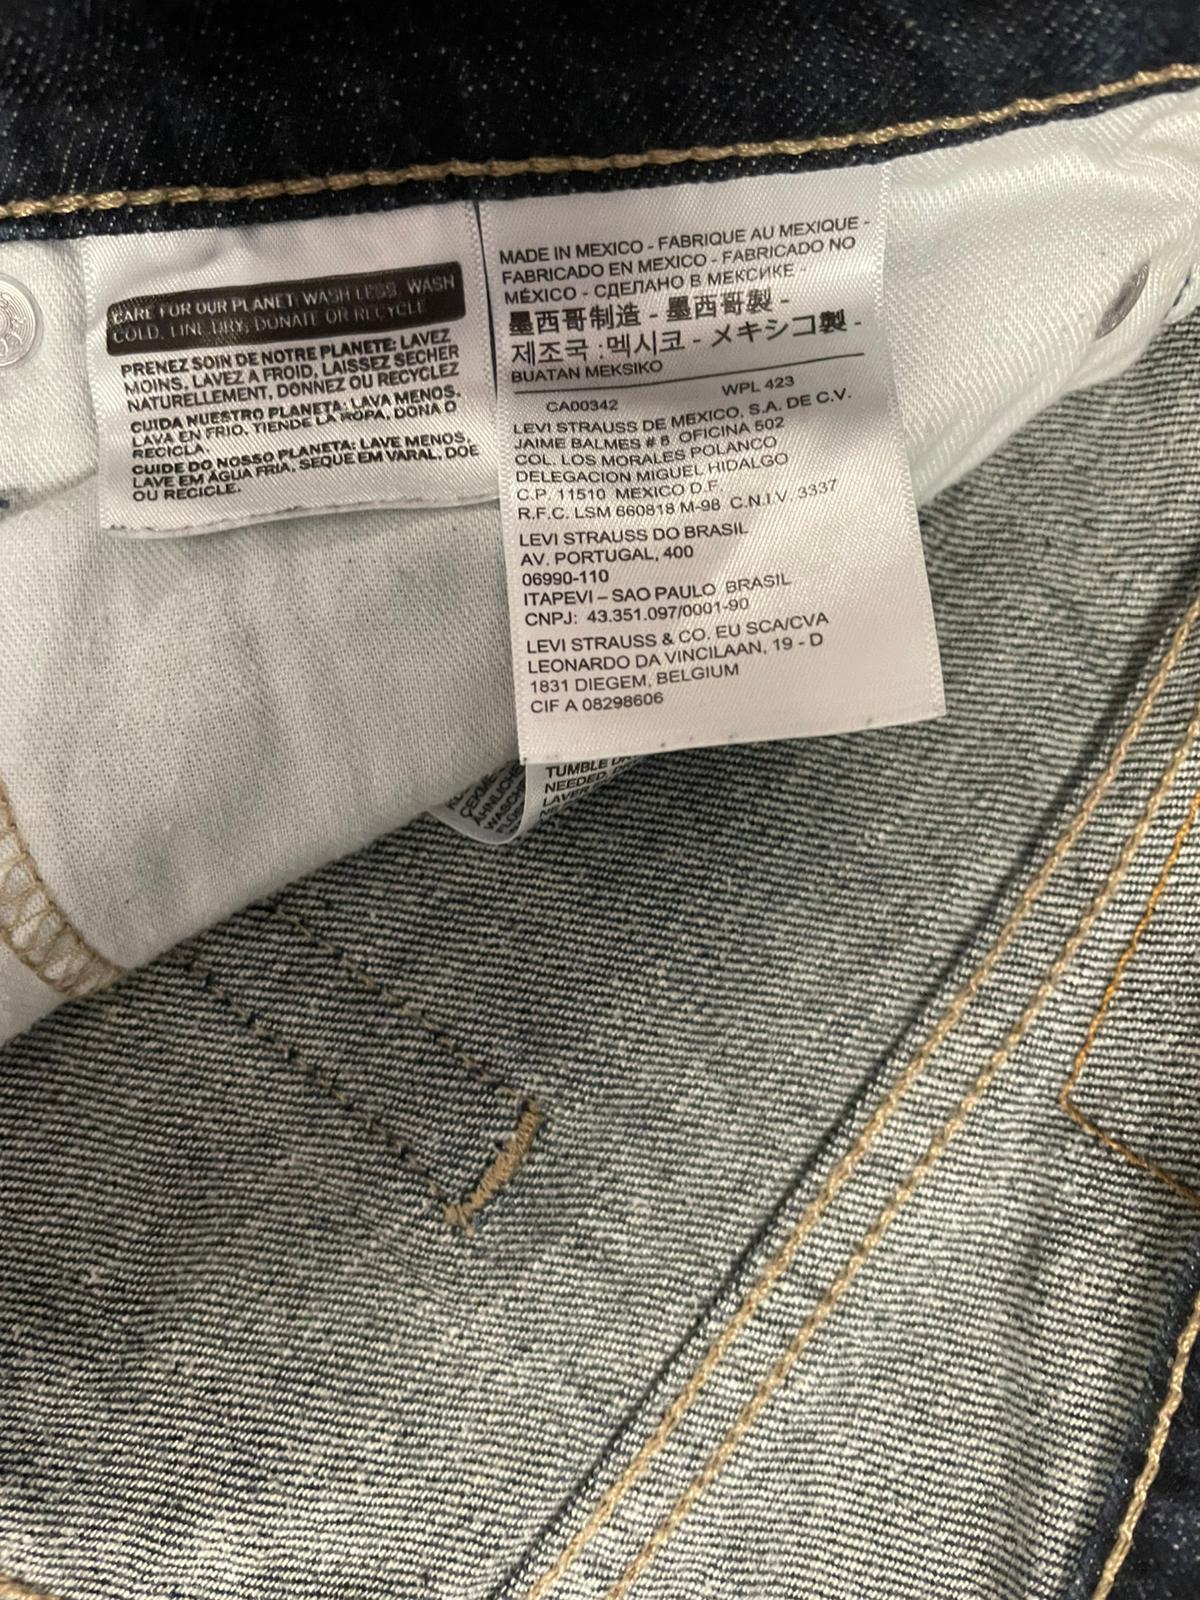 CARE FOR OUR PLANET: WASH LESS, WASH
COLD, LINE DRY, DONATE OR RECYCLE
PRENEZ SOIN DE NOTRE PLANETE: LAVEZ
MOINS, LAVEZ A FROID, LAISSEZ SECHER
NATURELLEMENT, DONNEZ OU RECYCLEZ
CUIDA NUESTRO PLANETA: LAVA MENOS,
LAVA EN FRIO, TIENDE LA ROPA, DONA O
RECICLA.
CUIDE DO NOSSO PLANETA: LAVE MENOS,
LAVE EM ÁGUA FRIA, SEQUE EM VARAL, DOE
OU RECICLE.
MADE IN MEXICO - FABRIQUE AU MEXIQUE -
FABRICADO EN MEXICO - FABRICADO NO
MÉXICO - СДЕЛАНО В МЕКСИКЕ -
墨西哥制造 - 墨西哥製 -
제조국 :멕시코 - メキシコ製 -
BUATAN MEKSIKO
CA00342 WPL 423
LEVI STRAUSS DE MEXICO, S.A. DE C.V.
JAIME BALMES # 8 OFICINA 502
COL. LOS MORALES POLANCO
DELEGACION MIGUEL HIDALGO
C.P. 11510 MEXICO D.F.
R.F.C. LSM 660818 M-98 C.N.I.V. 3337
LEVI STRAUSS DO BRASIL
AV. PORTUGAL, 400
06990-110
ITAPEVI – SAO PAULO BRASIL
CNPJ: 43.351.097/0001-90
LEVI STRAUSS & CO. EU SCA/CVA
LEONARDO DA VINCILAAN, 19 - D
1831 DIEGEM, BELGIUM
CIF A 08298606
TUMBLE
NEEDED,
LAVER